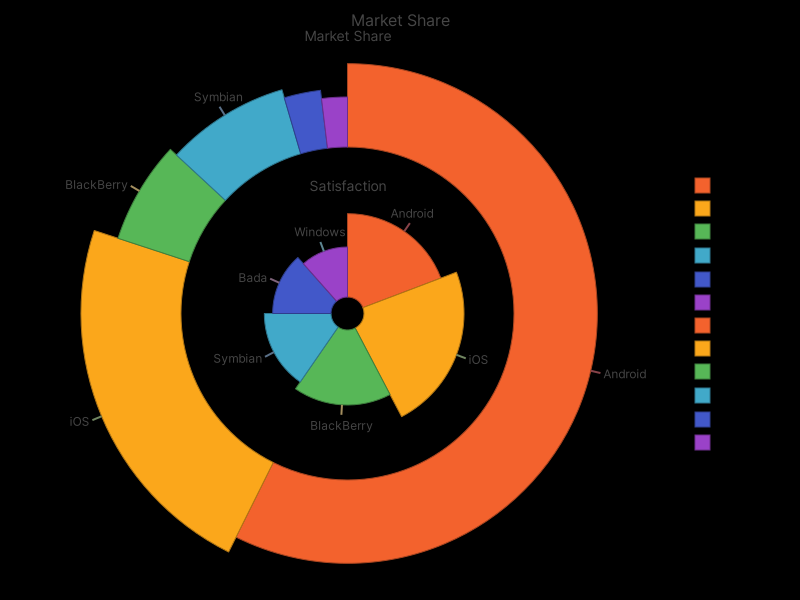 Market Share
Market Share
Symbian
BlackBerry
Satisfaction
Android
Windows
Bada
iOS
Symbian
Android
iOS
BlackBerry